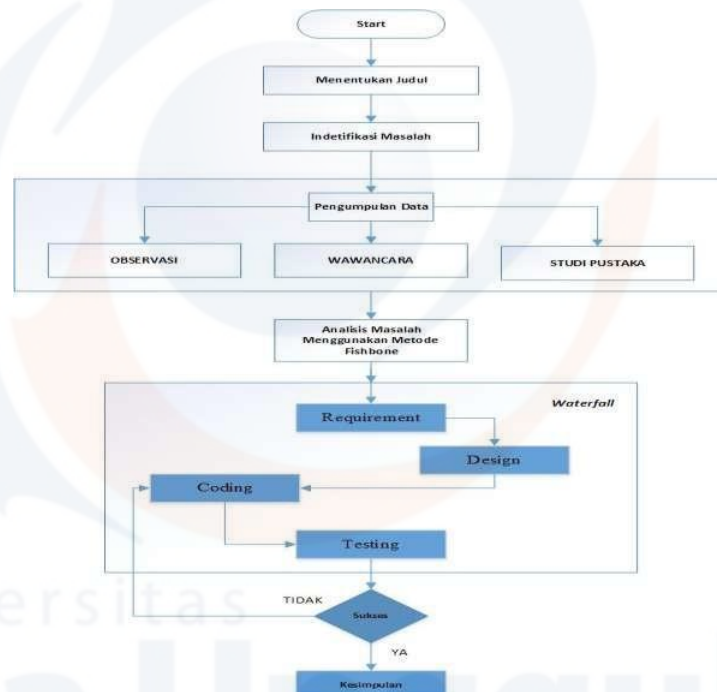 Start
Menentukan Judul
Indetifikasi Masalah
Pengumpulan Data
OBSERVASI
WAWANCARA
STUDI PUSTAKA
Analisis Masalah
Menggunakan Metode
Fishbone
Waterfall
Requirement
Design
Coding
Testing
TIDAK
Sukses
YA
Kesimpulan
ersitas